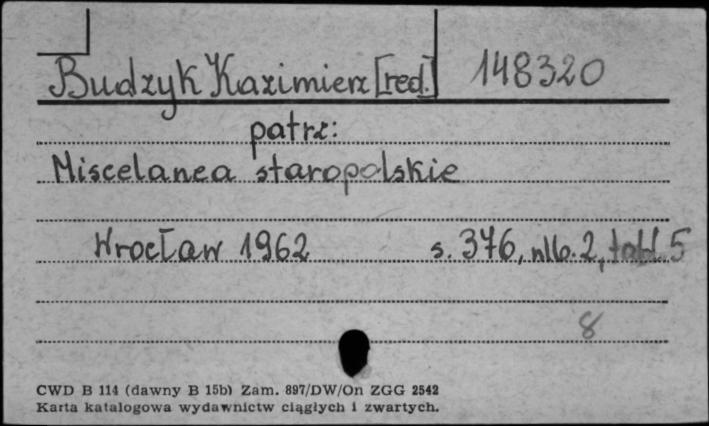 Budzyk Kazimierz [red.] 148320
patrz:
Miscelanea staropolskie
Wrocław 1962 s. 376, nlb. 2, tabl. 5
8
CWD B 114 (dawny B 15b) Zam. 897/DW/On ZGG 2542
Karta katalogowa wydawnictw ciągłych i zwartych.